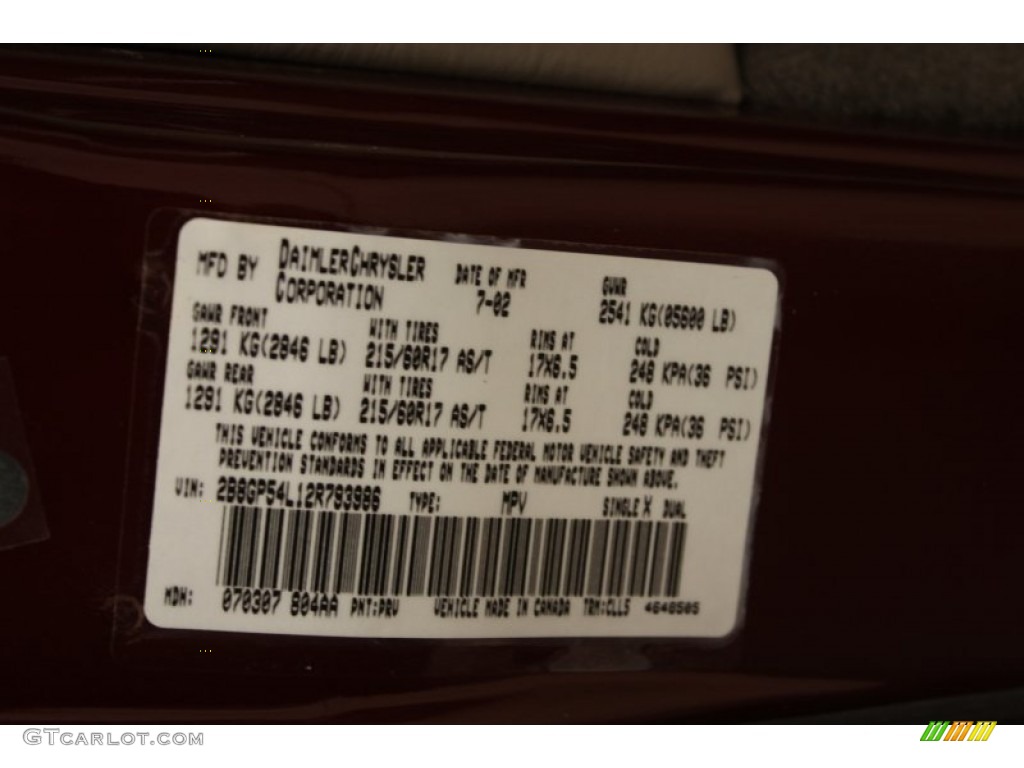 MFD BY DAIMLERCHRYSLER CORPORATION
DATE OF MFR 7-02
GVWR 2541 KG(05600 LB)
GAWR FRONT WITH TIRES RIMS AT COLD
1291 KG(2846 LB) 215/60R17 AS/T 17X6.5 248 KPA(36 PSI)
GAWR REAR WITH TIRES RIMS AT COLD
1291 KG(2846 LB) 215/60R17 AS/T 17X6.5 248 KPA(36 PSI)
THIS VEHICLE CONFORMS TO ALL APPLICABLE FEDERAL MOTOR VEHICLE SAFETY AND THEFT
PREVENTION STANDARDS IN EFFECT ON THE DATE OF MANUFACTURE SHOWN ABOVE.
VIN: 2B8GP54L12R793986 TYPE: MPV SINGLE X DUAL
MDH: 070307 804AA PNT:PRV VEHICLE MADE IN CANADA TRM:CLL5 4648505
GTCARLOT.COM